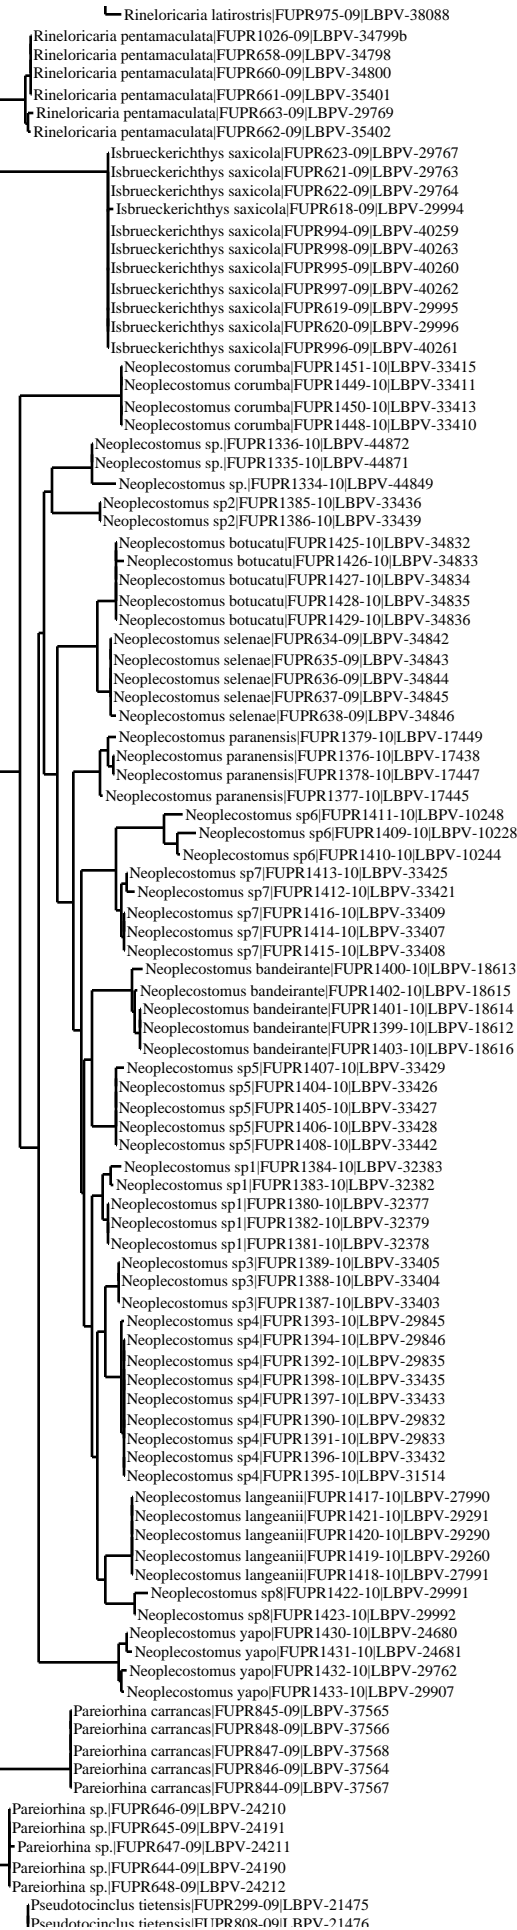 Rineloricaria latirostris|FUPR975-09|LBPV-38088
Rineloricaria pentamaculata|FUPR1026-09|LBPV-34799b
Rineloricaria pentamaculata|FUPR658-09|LBPV-34798
Rineloricaria pentamaculata|FUPR660-09|LBPV-34800
Rineloricaria pentamaculata|FUPR661-09|LBPV-35401
Rineloricaria pentamaculata|FUPR663-09|LBPV-29769
Rineloricaria pentamaculata|FUPR662-09|LBPV-35402
Isbrueckerichthys saxicola|FUPR623-09|LBPV-29767
Isbrueckerichthys saxicola|FUPR621-09|LBPV-29763
Isbrueckerichthys saxicola|FUPR622-09|LBPV-29764
Isbrueckerichthys saxicola|FUPR618-09|LBPV-29994
Isbrueckerichthys saxicola|FUPR994-09|LBPV-40259
Isbrueckerichthys saxicola|FUPR998-09|LBPV-40263
Isbrueckerichthys saxicola|FUPR995-09|LBPV-40260
Isbrueckerichthys saxicola|FUPR997-09|LBPV-40262
Isbrueckerichthys saxicola|FUPR619-09|LBPV-29995
Isbrueckerichthys saxicola|FUPR620-09|LBPV-29996
Isbrueckerichthys saxicola|FUPR996-09|LBPV-40261
Neoplecostomus corumba|FUPR1451-10|LBPV-33415
Neoplecostomus corumba|FUPR1449-10|LBPV-33411
Neoplecostomus corumba|FUPR1450-10|LBPV-33413
Neoplecostomus corumba|FUPR1448-10|LBPV-33410
Neoplecostomus sp.|FUPR1336-10|LBPV-44872
Neoplecostomus sp.|FUPR1335-10|LBPV-44871
Neoplecostomus sp.|FUPR1334-10|LBPV-44849
Neoplecostomus sp2|FUPR1385-10|LBPV-33436
Neoplecostomus sp2|FUPR1386-10|LBPV-33439
Neoplecostomus botucatu|FUPR1425-10|LBPV-34832
Neoplecostomus botucatu|FUPR1426-10|LBPV-34833
Neoplecostomus botucatu|FUPR1427-10|LBPV-34834
Neoplecostomus botucatu|FUPR1428-10|LBPV-34835
Neoplecostomus botucatu|FUPR1429-10|LBPV-34836
Neoplecostomus selenae|FUPR634-09|LBPV-34842
Neoplecostomus selenae|FUPR635-09|LBPV-34843
Neoplecostomus selenae|FUPR636-09|LBPV-34844
Neoplecostomus selenae|FUPR637-09|LBPV-34845
Neoplecostomus selenae|FUPR638-09|LBPV-34846
Neoplecostomus paranensis|FUPR1379-10|LBPV-17449
Neoplecostomus paranensis|FUPR1376-10|LBPV-17438
Neoplecostomus paranensis|FUPR1378-10|LBPV-17447
Neoplecostomus paranensis|FUPR1377-10|LBPV-17445
Neoplecostomus sp6|FUPR1411-10|LBPV-10248
Neoplecostomus sp6|FUPR1409-10|LBPV-10228
Neoplecostomus sp6|FUPR1410-10|LBPV-10244
Neoplecostomus sp7|FUPR1413-10|LBPV-33425
Neoplecostomus sp7|FUPR1412-10|LBPV-33421
Neoplecostomus sp7|FUPR1416-10|LBPV-33409
Neoplecostomus sp7|FUPR1414-10|LBPV-33407
Neoplecostomus sp7|FUPR1415-10|LBPV-33408
Neoplecostomus bandeirante|FUPR1400-10|LBPV-18613
Neoplecostomus bandeirante|FUPR1402-10|LBPV-18615
Neoplecostomus bandeirante|FUPR1401-10|LBPV-18614
Neoplecostomus bandeirante|FUPR1399-10|LBPV-18612
Neoplecostomus bandeirante|FUPR1403-10|LBPV-18616
Neoplecostomus sp5|FUPR1407-10|LBPV-33429
Neoplecostomus sp5|FUPR1404-10|LBPV-33426
Neoplecostomus sp5|FUPR1405-10|LBPV-33427
Neoplecostomus sp5|FUPR1406-10|LBPV-33428
Neoplecostomus sp5|FUPR1408-10|LBPV-33442
Neoplecostomus sp1|FUPR1384-10|LBPV-32383
Neoplecostomus sp1|FUPR1383-10|LBPV-32382
Neoplecostomus sp1|FUPR1380-10|LBPV-32377
Neoplecostomus sp1|FUPR1382-10|LBPV-32379
Neoplecostomus sp1|FUPR1381-10|LBPV-32378
Neoplecostomus sp3|FUPR1389-10|LBPV-33405
Neoplecostomus sp3|FUPR1388-10|LBPV-33404
Neoplecostomus sp3|FUPR1387-10|LBPV-33403
Neoplecostomus sp4|FUPR1393-10|LBPV-29845
Neoplecostomus sp4|FUPR1394-10|LBPV-29846
Neoplecostomus sp4|FUPR1392-10|LBPV-29835
Neoplecostomus sp4|FUPR1398-10|LBPV-33435
Neoplecostomus sp4|FUPR1397-10|LBPV-33433
Neoplecostomus sp4|FUPR1390-10|LBPV-29832
Neoplecostomus sp4|FUPR1391-10|LBPV-29833
Neoplecostomus sp4|FUPR1396-10|LBPV-33432
Neoplecostomus sp4|FUPR1395-10|LBPV-31514
Neoplecostomus langeanii|FUPR1417-10|LBPV-27990
Neoplecostomus langeanii|FUPR1421-10|LBPV-29291
Neoplecostomus langeanii|FUPR1420-10|LBPV-29290
Neoplecostomus langeanii|FUPR1419-10|LBPV-29260
Neoplecostomus langeanii|FUPR1418-10|LBPV-27991
Neoplecostomus sp8|FUPR1422-10|LBPV-29991
Neoplecostomus sp8|FUPR1423-10|LBPV-29992
Neoplecostomus yapo|FUPR1430-10|LBPV-24680
Neoplecostomus yapo|FUPR1431-10|LBPV-24681
Neoplecostomus yapo|FUPR1432-10|LBPV-29762
Neoplecostomus yapo|FUPR1433-10|LBPV-29907
Pareiorhina carrancas|FUPR845-09|LBPV-37565
Pareiorhina carrancas|FUPR848-09|LBPV-37566
Pareiorhina carrancas|FUPR847-09|LBPV-37568
Pareiorhina carrancas|FUPR846-09|LBPV-37564
Pareiorhina carrancas|FUPR844-09|LBPV-37567
Pareiorhina sp.|FUPR646-09|LBPV-24210
Pareiorhina sp.|FUPR645-09|LBPV-24191
Pareiorhina sp.|FUPR647-09|LBPV-24211
Pareiorhina sp.|FUPR644-09|LBPV-24190
Pareiorhina sp.|FUPR648-09|LBPV-24212
Pseudotocinclus tietensis|FUPR299-09|LBPV-21475
Pseudotocinclus tietensis|FUPR808-09|LBPV-21476